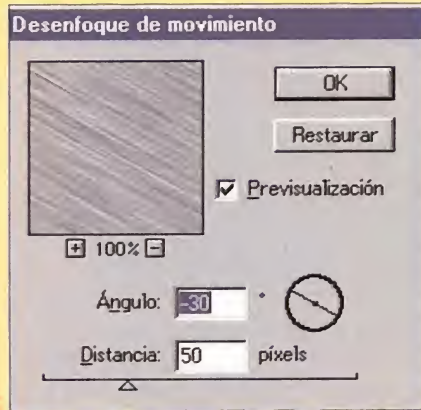 Desenfoque de movimiento
OK
Restaurar
Previsualización
+ 100% -
Ángulo: -30 °
Distancia: 50 píxels